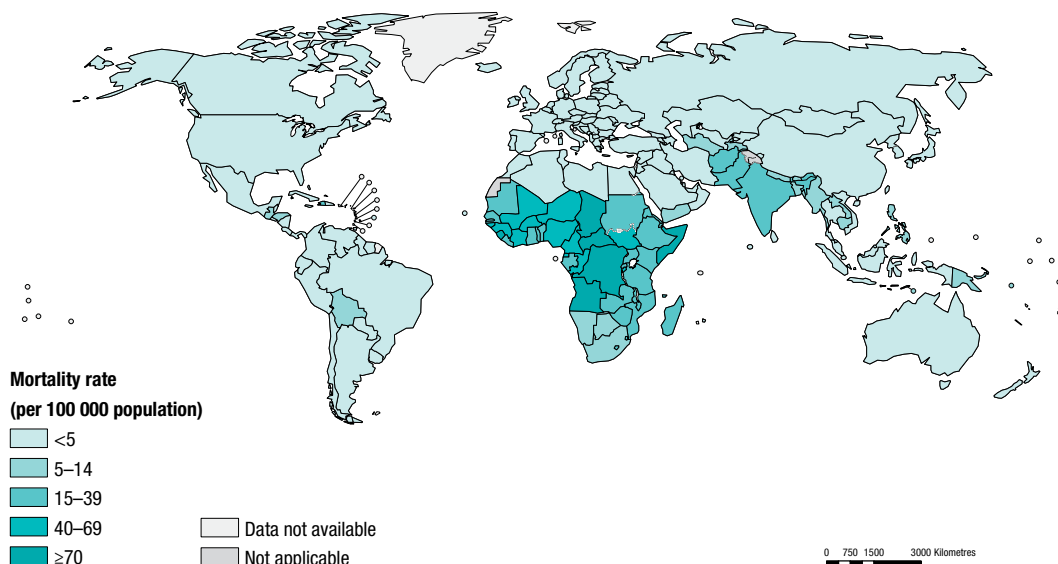 Mortality rate
(per 100 000 population)
<5
5–14
15–39
40–69
≥70
Data not available
Not applicable
0 750 1500 3000 Kilometres